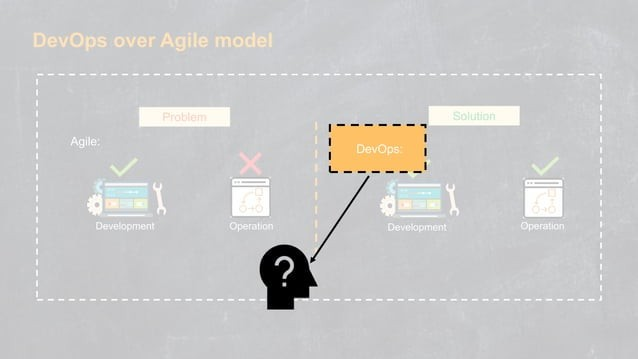 DevOps over Agile model
Problem
Solution
Agile:
DevOps:
Development
Operation
Development
Operation
?